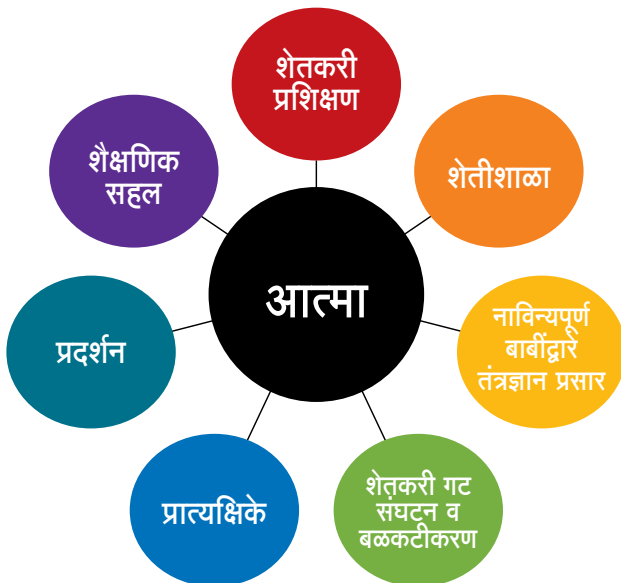 शेतकरी
प्रशिक्षण
शेतीशाळा
नाविन्यपूर्ण
बाबींद्वारे
तंत्रज्ञान प्रसार
शेतकरी गट
संघटन व
बळकटीकरण
प्रात्यक्षिके
प्रदर्शन
शैक्षणिक
सहल
आत्मा